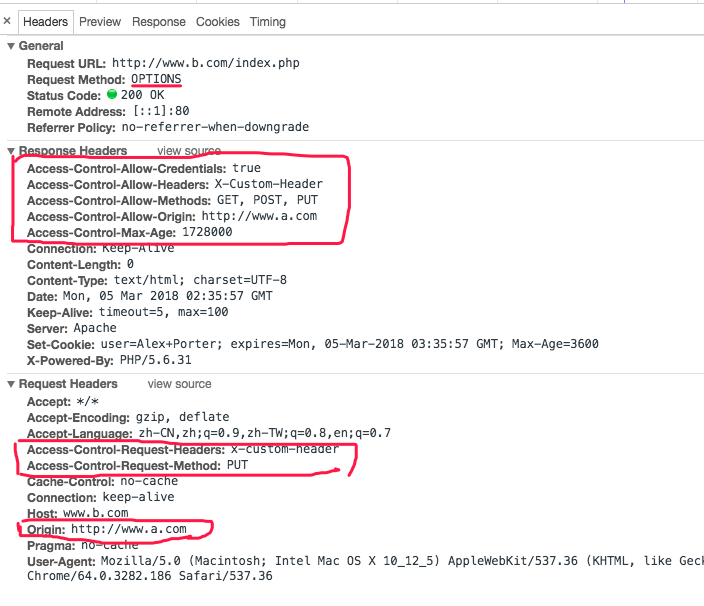 × Headers Preview Response Cookies Timing
▼ General
Request URL: http://www.b.com/index.php
Request Method: OPTIONS
Status Code: 200 OK
Remote Address: [::1]:80
Referrer Policy: no-referrer-when-downgrade
▼ Response Headers view source
Access-Control-Allow-Credentials: true
Access-Control-Allow-Headers: X-Custom-Header
Access-Control-Allow-Methods: GET, POST, PUT
Access-Control-Allow-Origin: http://www.a.com
Access-Control-Max-Age: 1728000
Connection: Keep-Alive
Content-Length: 0
Content-Type: text/html; charset=UTF-8
Date: Mon, 05 Mar 2018 02:35:57 GMT
Keep-Alive: timeout=5, max=100
Server: Apache
Set-Cookie: user=Alex+Porter; expires=Mon, 05-Mar-2018 03:35:57 GMT; Max-Age=3600
X-Powered-By: PHP/5.6.31
▼ Request Headers view source
Accept: */*
Accept-Encoding: gzip, deflate
Accept-Language: zh-CN,zh;q=0.9,zh-TW;q=0.8,en;q=0.7
Access-Control-Request-Headers: x-custom-header
Access-Control-Request-Method: PUT
Cache-Control: no-cache
Connection: keep-alive
Host: www.b.com
Origin: http://www.a.com
Pragma: no-cache
User-Agent: Mozilla/5.0 (Macintosh; Intel Mac OS X 10_12_5) AppleWebKit/537.36 (KHTML, like Geck
Chrome/64.0.3282.186 Safari/537.36